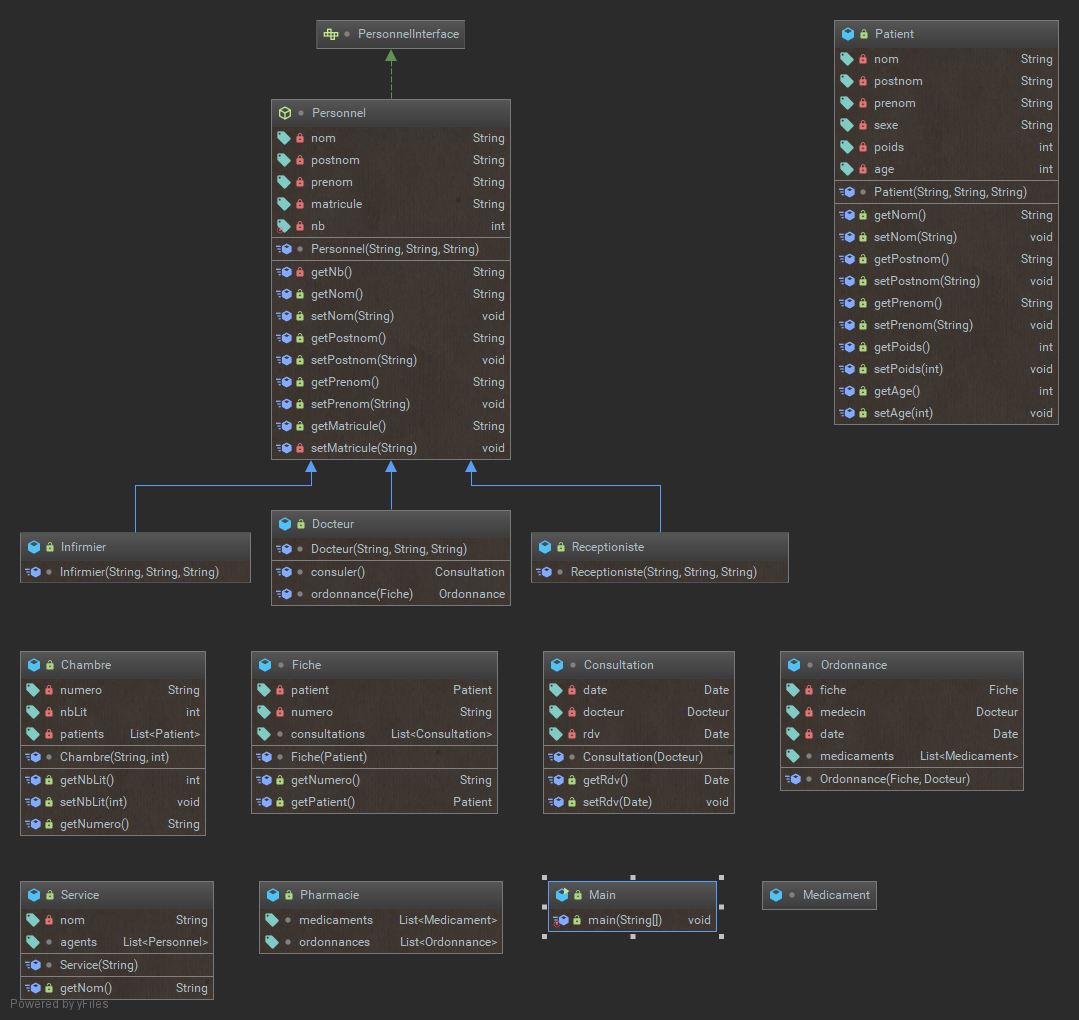 PersonnelInterface
Personnel
nom String
postnom String
prenom String
matricule String
nb int
Personnel(String, String, String)
getNb() String
getNom() String
setNom(String) void
getPostnom() String
setPostnom(String) void
getPrenom() String
setPrenom(String) void
getMatricule() String
setMatricule(String) void
Patient
nom String
postnom String
prenom String
sexe String
poids int
age int
Patient(String, String, String)
getNom() String
setNom(String) void
getPostnom() String
setPostnom(String) void
getPrenom() String
setPrenom(String) void
getPoids() int
setPoids(int) void
getAge() int
setAge(int) void
Infirmier
Infirmier(String, String, String)
Docteur
Docteur(String, String, String)
consuler() Consultation
ordonnance(Fiche) Ordonnance
Receptioniste
Receptioniste(String, String, String)
Chambre
numero String
nbLit int
patients List<Patient>
Chambre(String, int)
getNbLit() int
setNbLit(int) void
getNumero() String
Fiche
patient Patient
numero String
consultations List<Consultation>
Fiche(Patient)
getNumero() String
getPatient() Patient
Consultation
date Date
docteur Docteur
rdv Date
Consultation(Docteur)
getRdv() Date
setRdv(Date) void
Ordonnance
fiche Fiche
medecin Docteur
date Date
medicaments List<Medicament>
Ordonnance(Fiche, Docteur)
Service
nom String
agents List<Personnel>
Service(String)
getNom() String
Pharmacie
medicaments List<Medicament>
ordonnances List<Ordonnance>
Main
main(String[]) void
Medicament
Powered by yFiles